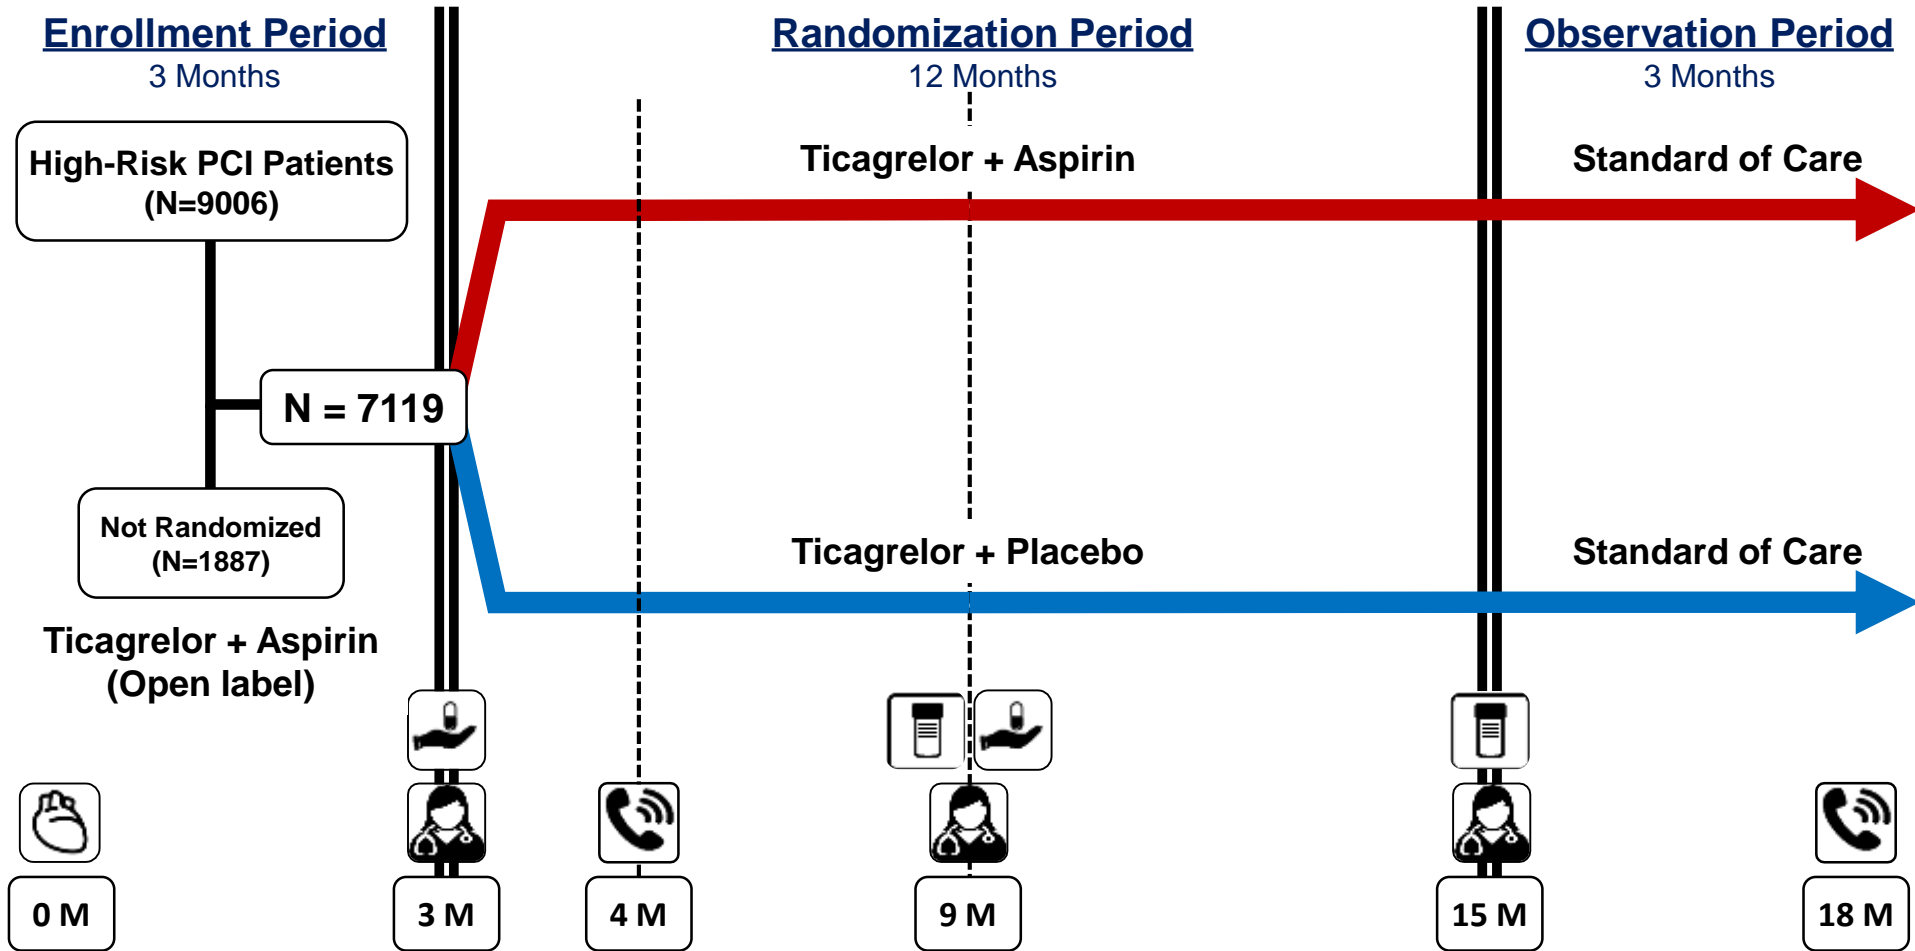 Enrollment Period
3 Months
Randomization Period
12 Months
Observation Period
3 Months
High-Risk PCI Patients
(N=9006)
Ticagrelor + Aspirin
Standard of Care
N = 7119
Not Randomized
(N=1887)
Ticagrelor + Placebo
Standard of Care
Ticagrelor + Aspirin
(Open label)
0 M
3 M
4 M
9 M
15 M
18 M